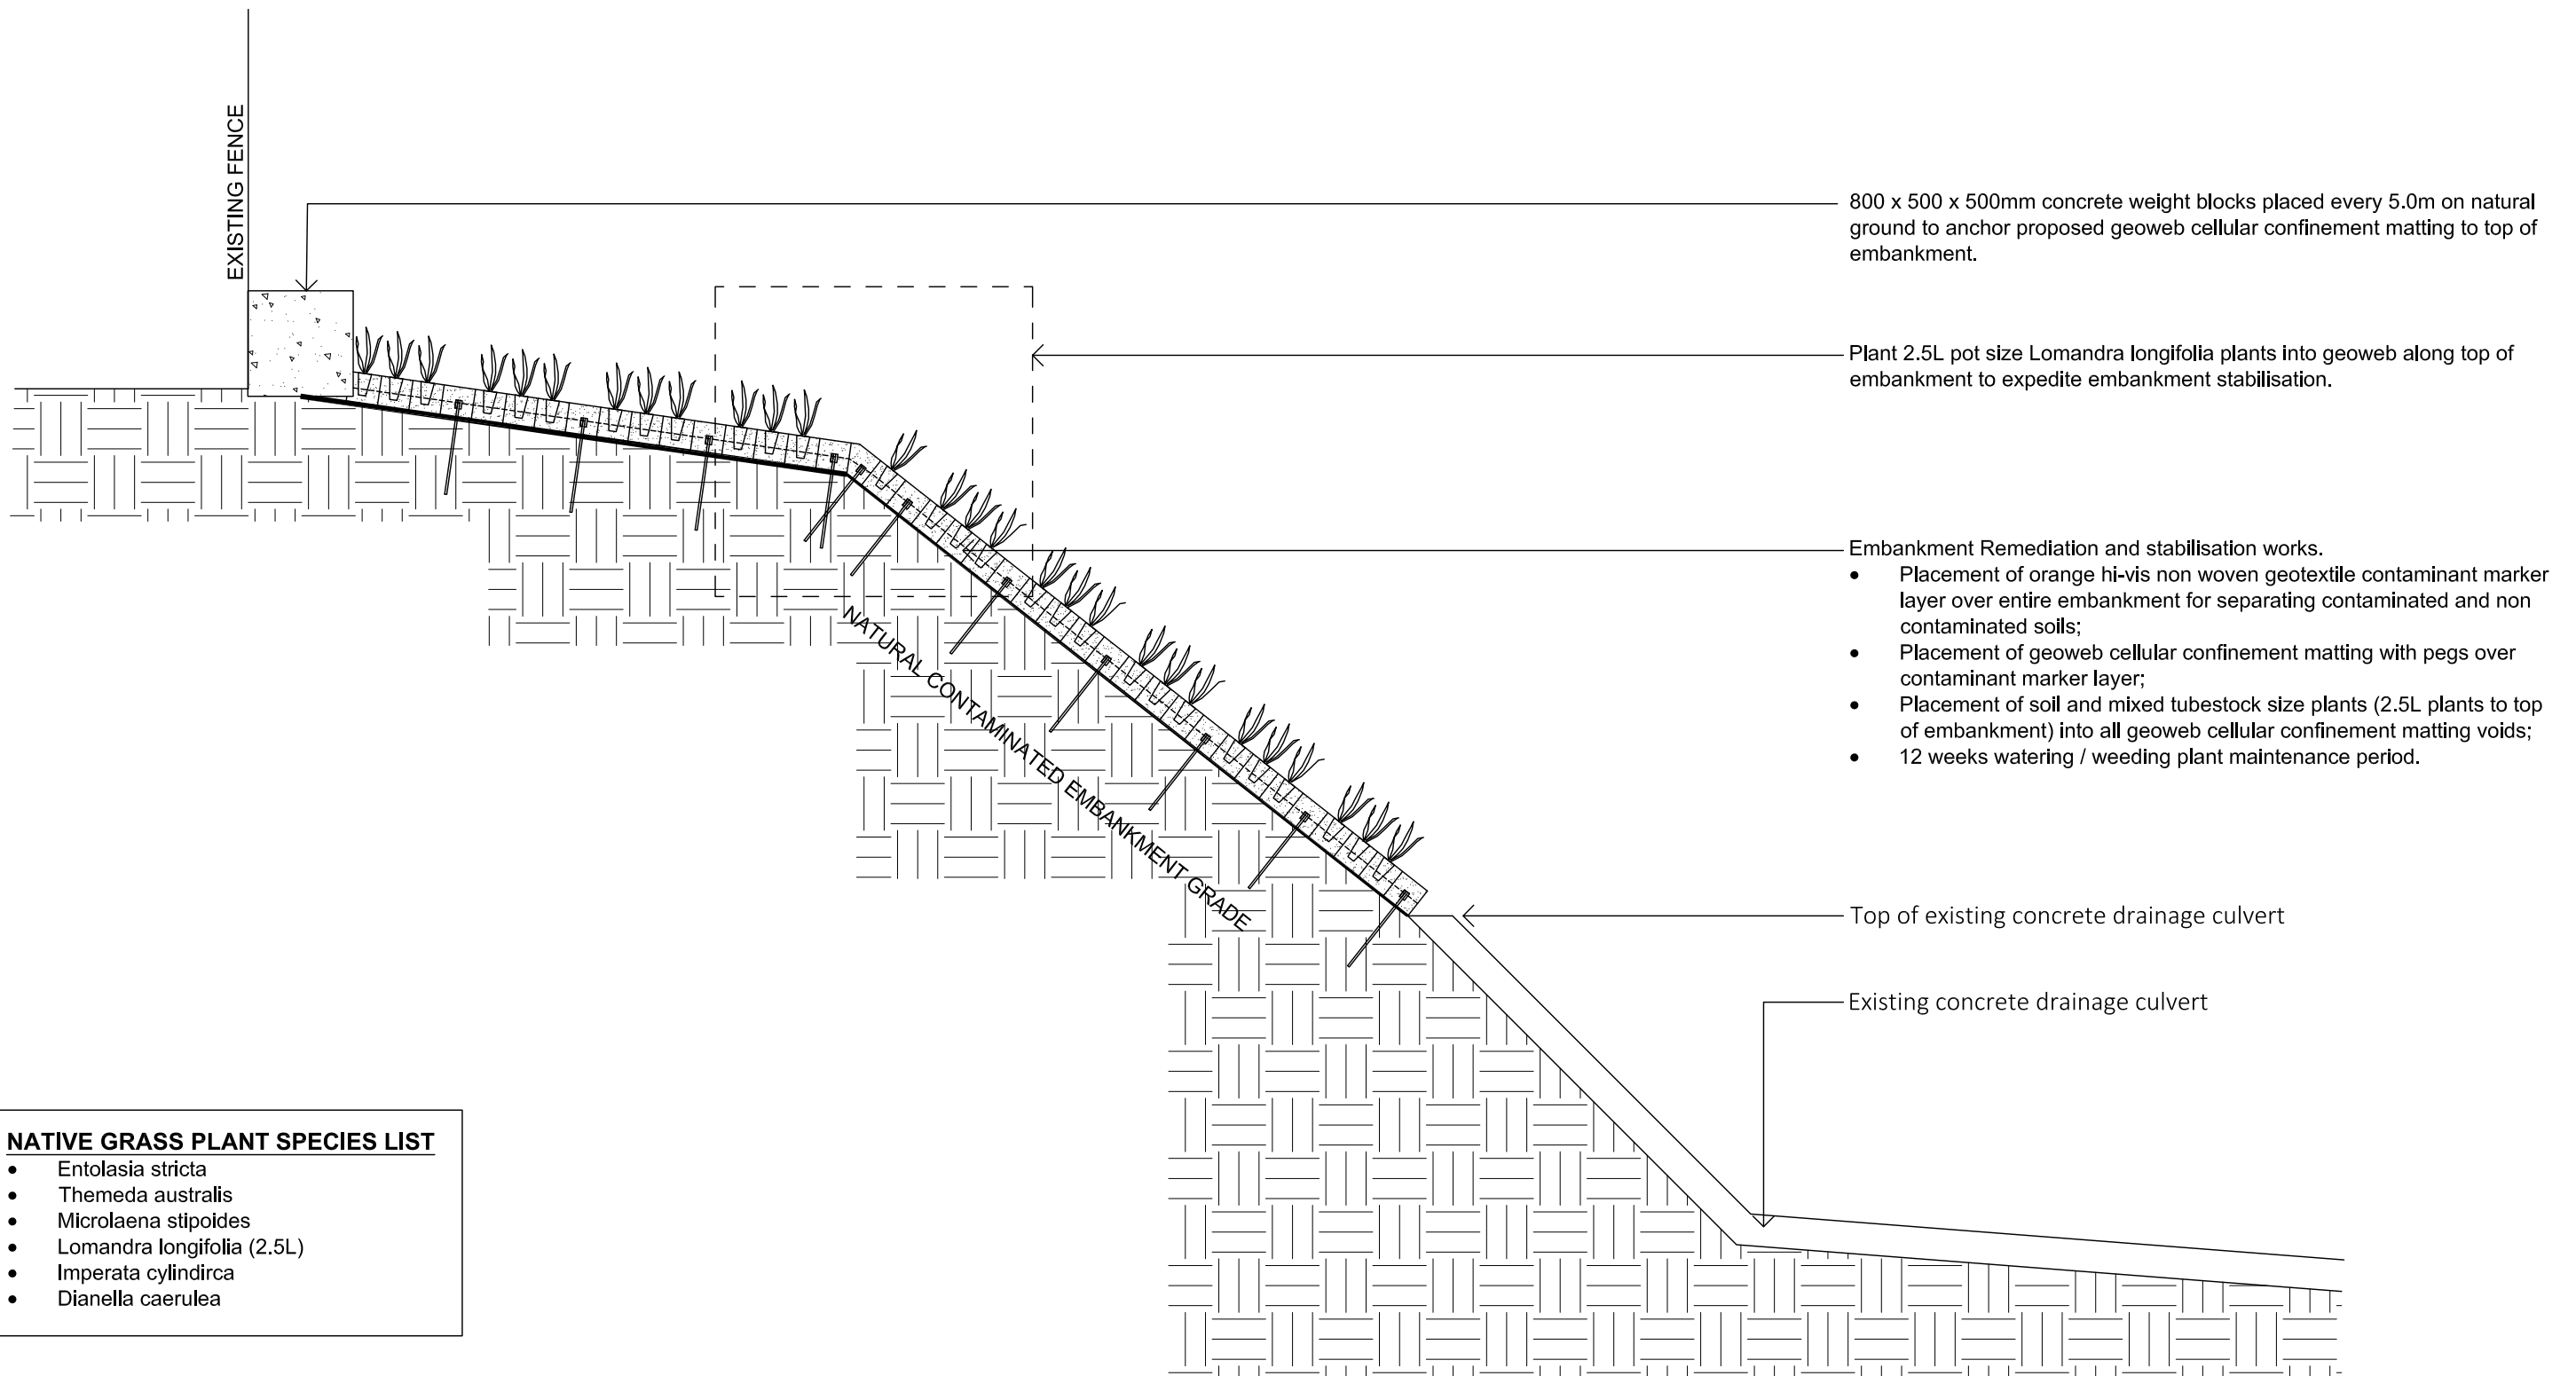 EXISTING FENCE
800 x 500 x 500mm concrete weight blocks placed every 5.0m on natural
ground to anchor proposed geoweb cellular confinement matting to top of
embankment.
Plant 2.5L pot size Lomandra longifolia plants into geoweb along top of
embankment to expedite embankment stabilisation.
Embankment Remediation and stabilisation works.
• Placement of orange hi-vis non woven geotextile contaminant marker
layer over entire embankment for separating contaminated and non
contaminated soils;
• Placement of geoweb cellular confinement matting with pegs over
contaminant marker layer;
• Placement of soil and mixed tubestock size plants (2.5L plants to top
of embankment) into all geoweb cellular confinement matting voids;
• 12 weeks watering / weeding plant maintenance period.
NATURAL CONTAMINATED EMBANKMENT GRADE
Top of existing concrete drainage culvert
Existing concrete drainage culvert
NATIVE GRASS PLANT SPECIES LIST
• Entolasia stricta
• Themeda australis
• Microlaena stipoides
• Lomandra longifolia (2.5L)
• Imperata cylindirca
• Dianella caerulea